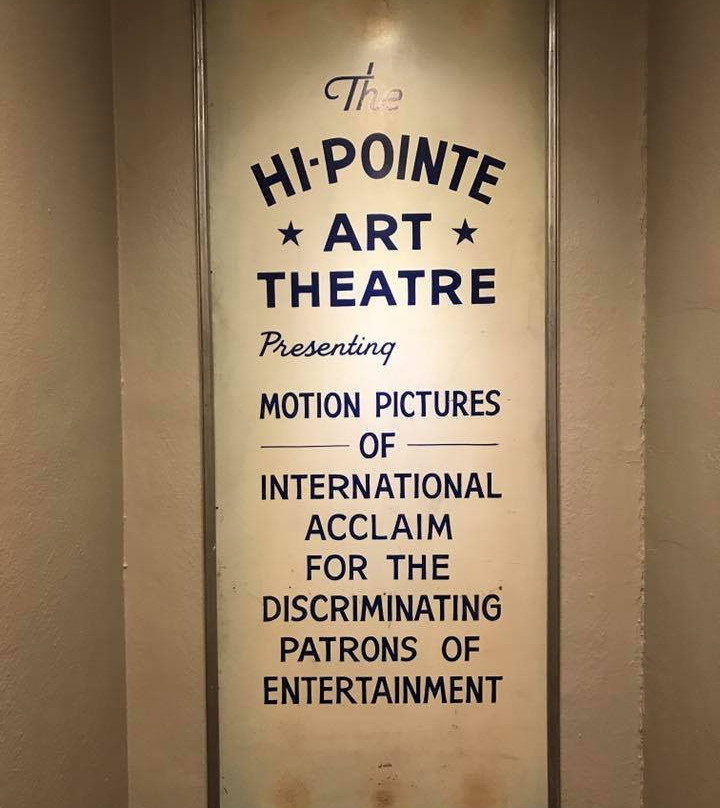 The
HI-POINTE
★ ART ★
THEATRE
Presenting
MOTION PICTURES
OF
INTERNATIONAL
ACCLAIM
FOR THE
DISCRIMINATING
PATRONS OF
ENTERTAINMENT